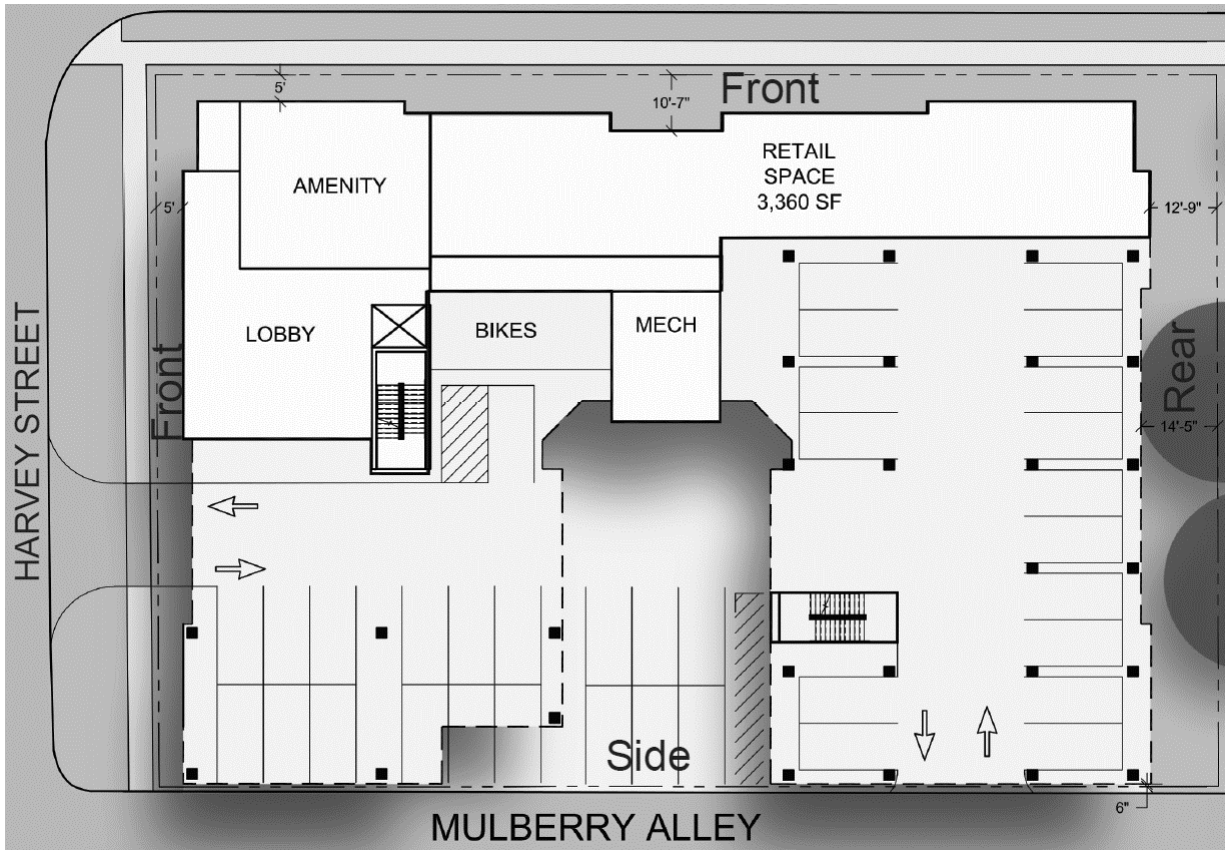 Front
5'
10'-7"
AMENITY
RETAIL
SPACE
3,360 SF
5'
12'-9"
HARVEY STREET
Front
LOBBY
BIKES
MECH
Rear
14'-5"
Side
6"
MULBERRY ALLEY